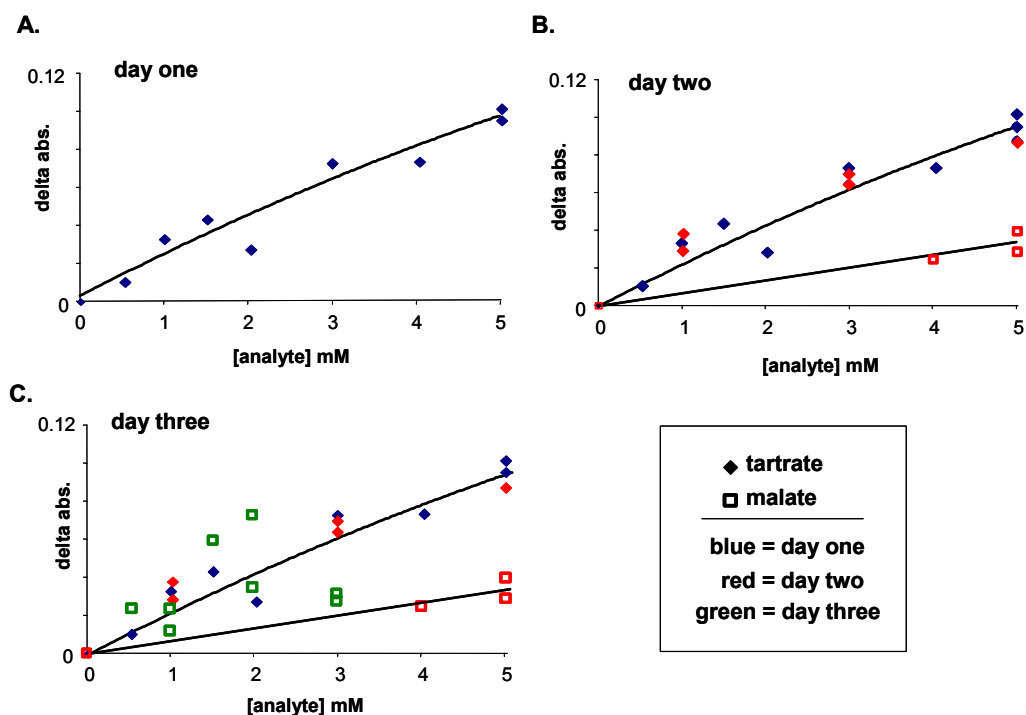 A.
day one
0.12
delta abs.
0
0 1 2 3 4 5
[analyte] mM
B.
day two
0.12
delta abs.
0
0 1 2 3 4 5
[analyte] mM
C.
day three
0.12
delta abs.
0
0 1 2 3 4 5
[analyte] mM
tartrate
malate
blue = day one
red = day two
green = day three